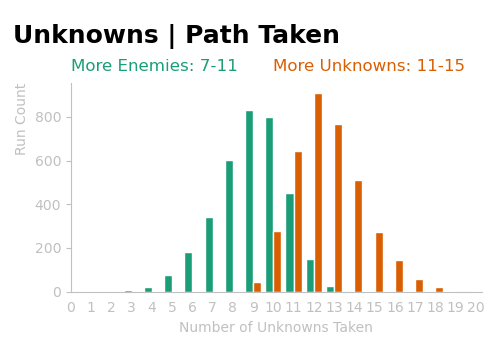 Unknowns | Path Taken
More Enemies: 7-11 More Unknowns: 11-15
Run Count
800
600
400
200
0
0 1 2 3 4 5 6 7 8 9 10 11 12 13 14 15 16 17 18 19 20
Number of Unknowns Taken